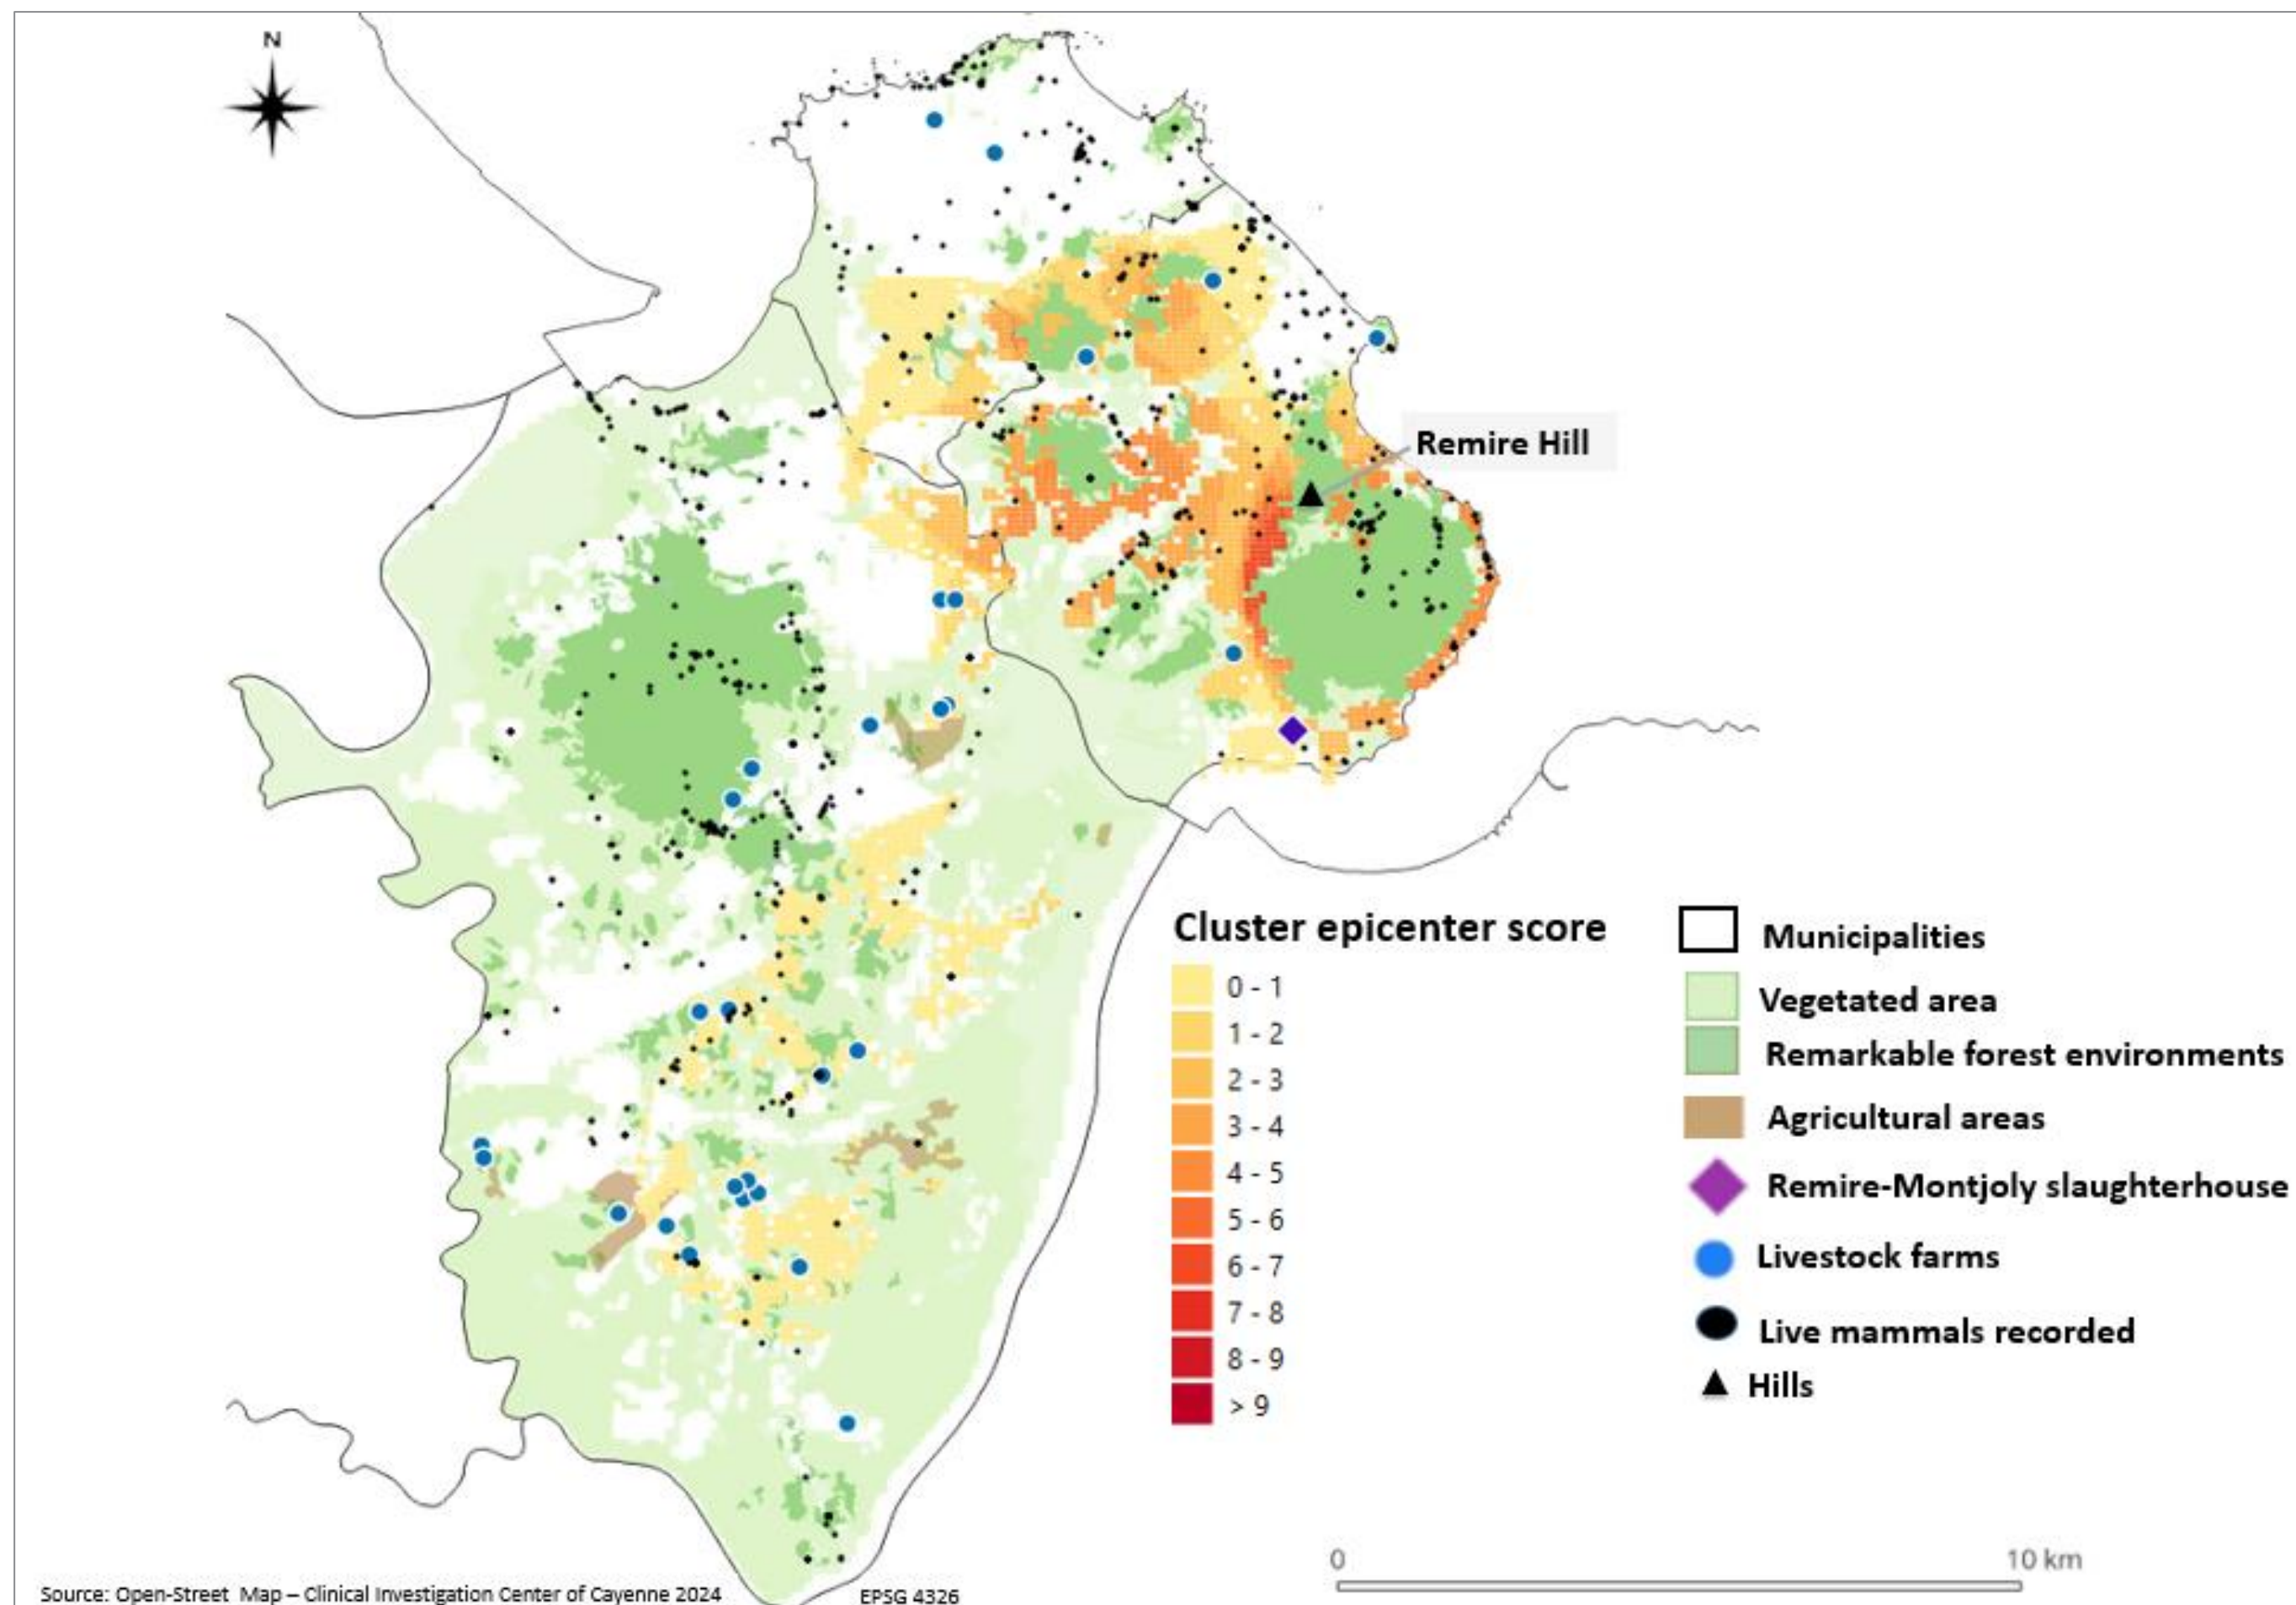 N
Remire Hill
Cluster epicenter score
0 - 1
1 - 2
2 - 3
3 - 4
4 - 5
5 - 6
6 - 7
7 - 8
8 - 9
> 9
Municipalities
Vegetated area
Remarkable forest environments
Agricultural areas
Remire-Montjoly slaughterhouse
Livestock farms
Live mammals recorded
Hills
0 10 km
Source: Open-Street Map – Clinical Investigation Center of Cayenne 2024 EPSG 4326